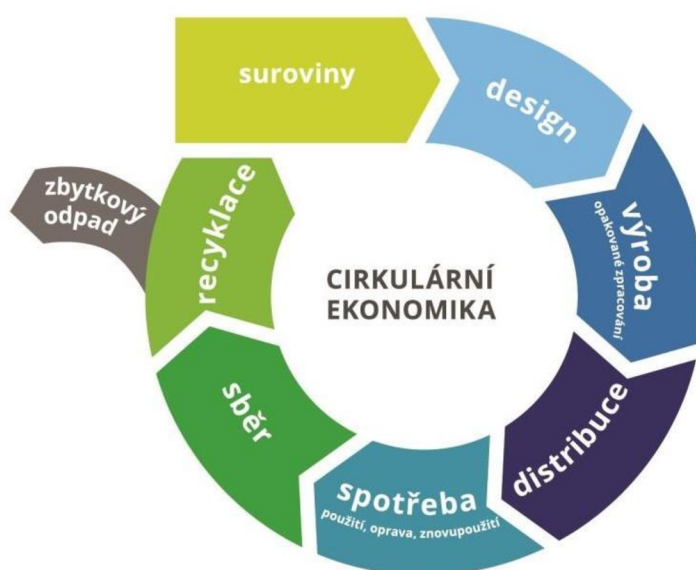 suroviny
design
výroba
opakované zpracování
distribuce
spotřeba
použití, oprava, znovupoužití
sběr
recyklace
zbytkový
odpad
CIRKULÁRNÍ
EKONOMIKA